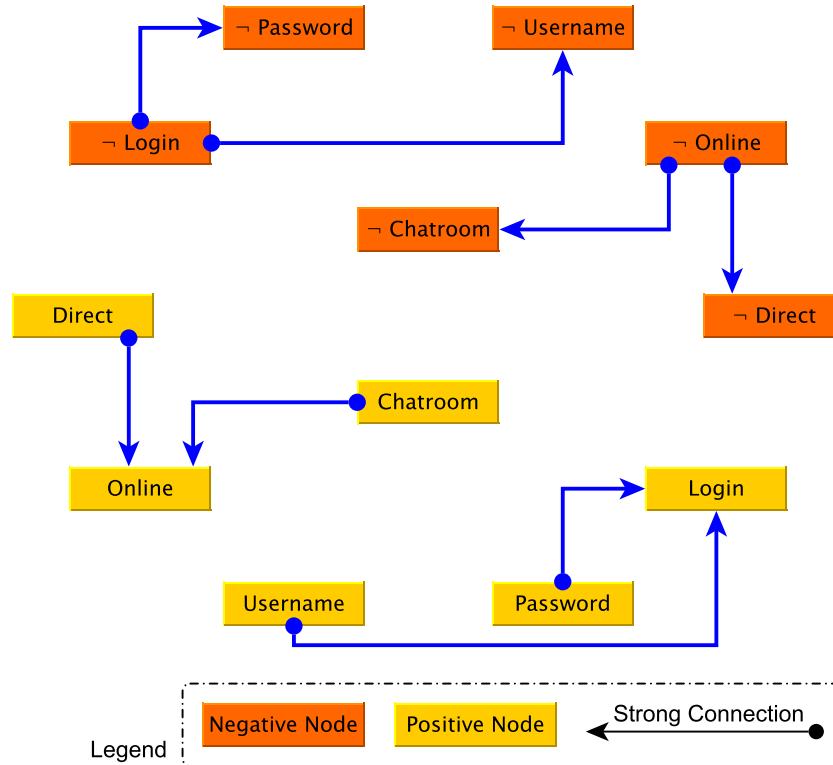 ¬ Password
¬ Username
¬ Login
¬ Online
¬ Chatroom
Direct
¬ Direct
Chatroom
Online
Login
Username
Password
Negative Node
Positive Node
Strong Connection
Legend